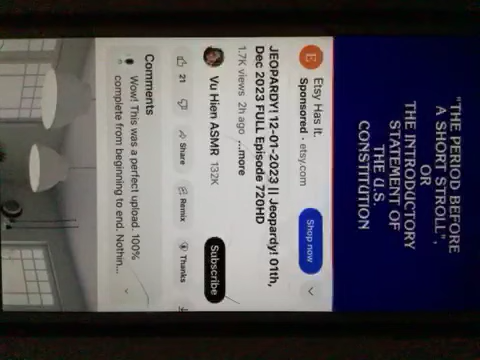 "THE PERIOD BEFORE
A SHORT STROLL",
OR
THE INTRODUCTORY
STATEMENT OF
THE U.S.
CONSTITUTION
E
Etsy Has It.
Sponsored · etsy.com
Shop now
JEOPARDY! 12-01-2023 || Jeopardy! 01th,
Dec 2023 FULL Episode 720HD
1.7K views 2h ago ...more
Vu Hien ASMR 132K
Subscribe
21
Share
Remix
Thanks
Comments
Wow! This was a perfect upload. 100%
complete from beginning to end. Nothin...